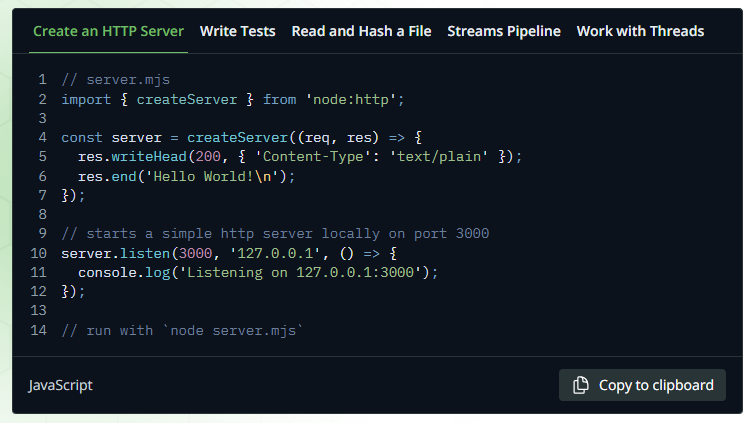 Create an HTTP Server Write Tests Read and Hash a File Streams Pipeline Work with Threads
1 // server.mjs
2 import { createServer } from 'node:http';
3
4 const server = createServer((req, res) => {
5   res.writeHead(200, { 'Content-Type': 'text/plain' });
6   res.end('Hello World!\n');
7 });
8
9 // starts a simple http server locally on port 3000
10 server.listen(3000, '127.0.0.1', () => {
11   console.log('Listening on 127.0.0.1:3000');
12 });
13
14 // run with `node server.mjs`
JavaScript Copy to clipboard